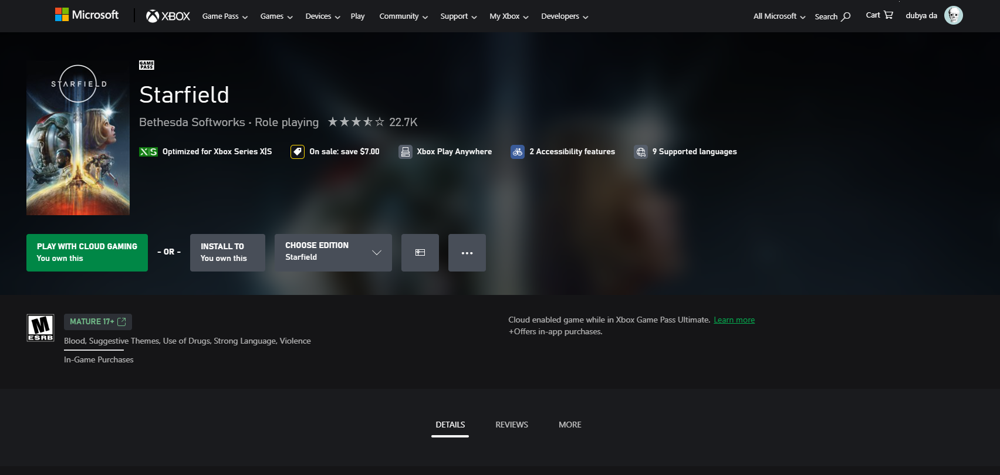 Microsoft
XBOX
Game Pass
Games
Devices
Play
Community
Support
My Xbox
Developers
All Microsoft
Search
Cart
dubya da
STARFIELD
GAME
PASS
Starfield
Bethesda Softworks • Role playing 22.7K
X|S Optimized for Xbox Series X|S
On sale: save $7.00
Xbox Play Anywhere
2 Accessibility features
9 Supported languages
PLAY WITH CLOUD GAMING
You own this
- OR -
INSTALL TO
You own this
CHOOSE EDITION
Starfield
M
ESRB
MATURE 17+
Blood, Suggestive Themes, Use of Drugs, Strong Language, Violence
In-Game Purchases
Cloud enabled game while in Xbox Game Pass Ultimate. Learn more
+Offers in-app purchases.
DETAILS
REVIEWS
MORE